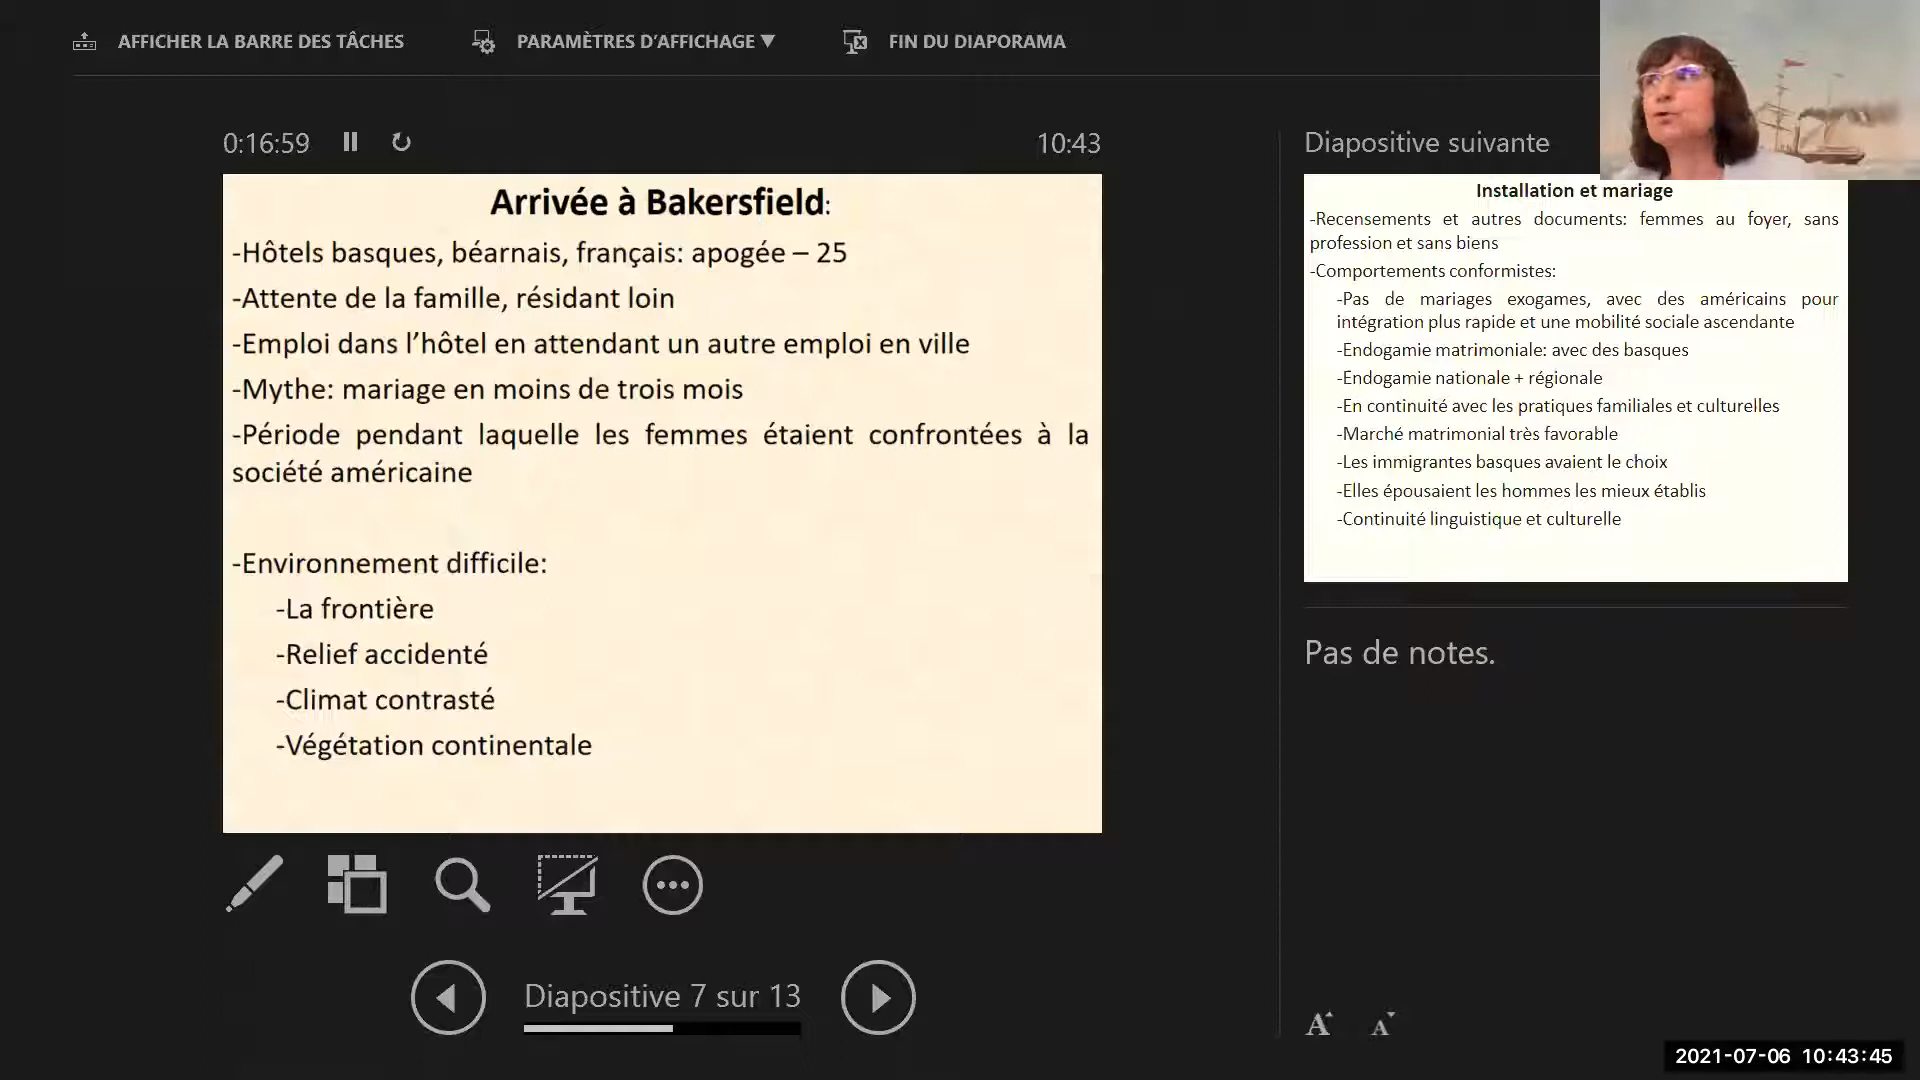 AFFICHER LA BARRE DES TÂCHES
PARAMÈTRES D'AFFICHAGE ▼
FIN DU DIAPORAMA
0:16:59
10:43
Arrivée à Bakersfield:
-Hôtels basques, béarnais, français: apogée – 25
-Attente de la famille, résidant loin
-Emploi dans l'hôtel en attendant un autre emploi en ville
-Mythe: mariage en moins de trois mois
-Période pendant laquelle les femmes étaient confrontées à la
société américaine
-Environnement difficile:
-La frontière
-Relief accidenté
-Climat contrasté
-Végétation continentale
Diapositive 7 sur 13
Diapositive suivante
Installation et mariage
-Recensements et autres documents: femmes au foyer, sans
profession et sans biens
-Comportements conformistes:
-Pas de mariages exogames, avec des américains pour
intégration plus rapide et une mobilité sociale ascendante
-Endogamie matrimoniale: avec des basques
-Endogamie nationale + régionale
-En continuité avec les pratiques familiales et culturelles
-Marché matrimonial très favorable
-Les immigrantes basques avaient le choix
-Elles épousaient les hommes les mieux établis
-Continuité linguistique et culturelle
Pas de notes.
A A
2021-07-06 10:43:45